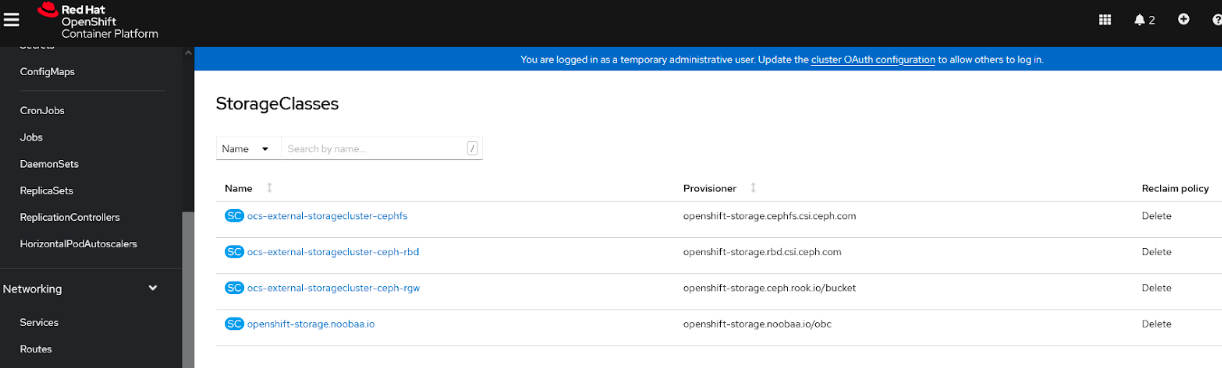 Red Hat
OpenShift
Container Platform
2
Secrets
ConfigMaps
CronJobs
Jobs
DaemonSets
ReplicaSets
ReplicationControllers
HorizontalPodAutoscalers
Networking
Services
Routes
You are logged in as a temporary administrative user. Update the cluster OAuth configuration to allow others to log in.
StorageClasses
Name Search by name... /
Name Provisioner Reclaim policy
SC ocs-external-storagecluster-cephfs openshift-storage.cephfs.csi.ceph.com Delete
SC ocs-external-storagecluster-ceph-rbd openshift-storage.rbd.csi.ceph.com Delete
SC ocs-external-storagecluster-ceph-rgw openshift-storage.ceph.rook.io/bucket Delete
SC openshift-storage.noobaa.io openshift-storage.noobaa.io/obc Delete